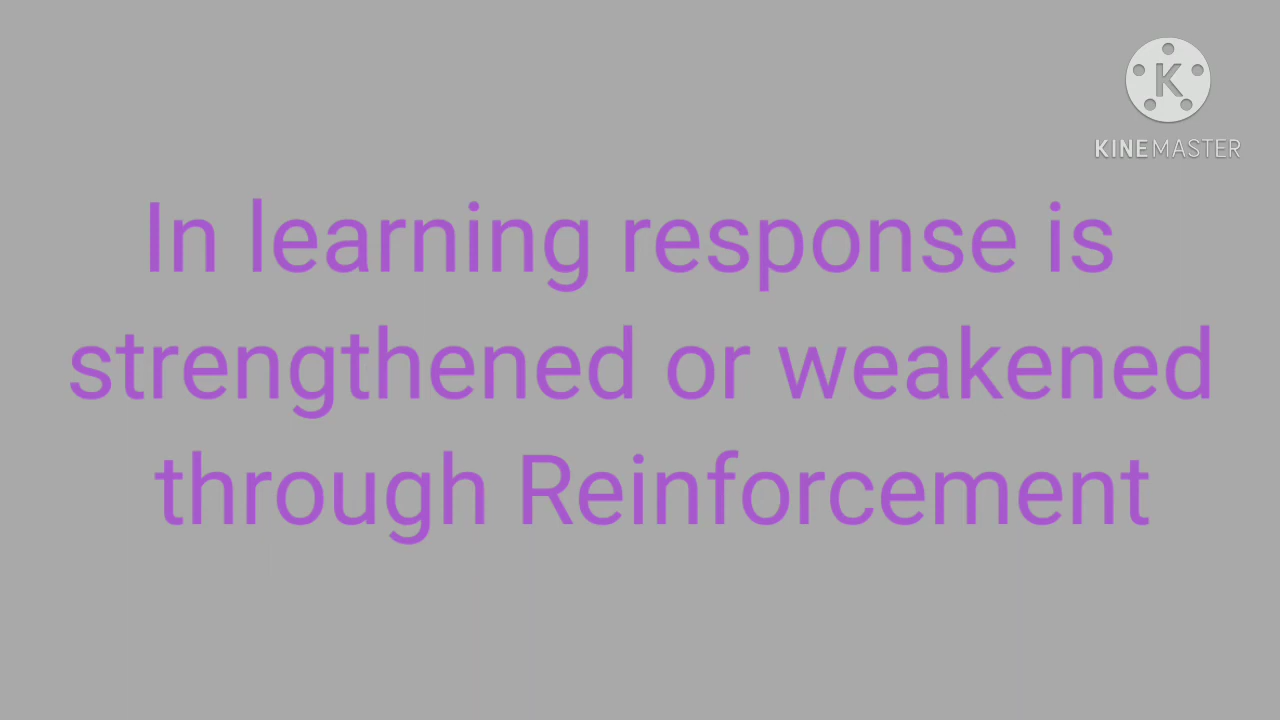 K
KINEMASTER
In learning response is
strengthened or weakened
through Reinforcement